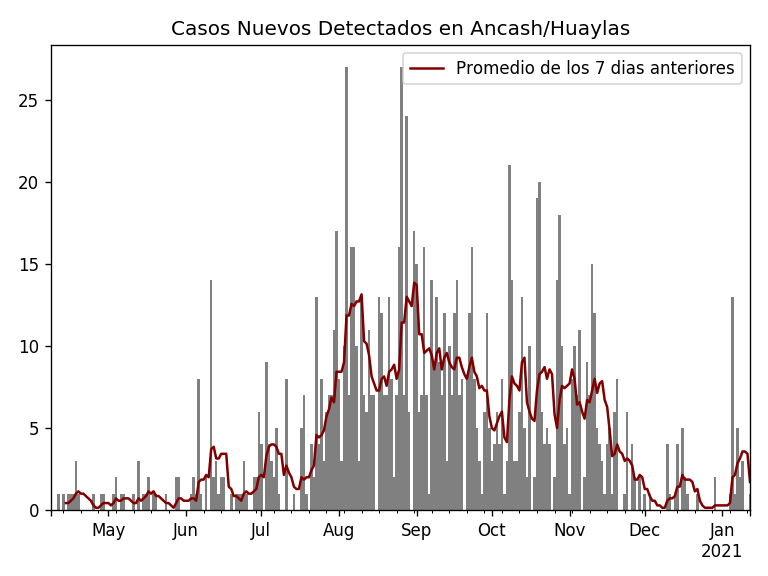 Casos Nuevos Detectados en Ancash/Huaylas
Promedio de los 7 dias anteriores
25
20
15
10
5
0
May Jun Jul Aug Sep Oct Nov Dec Jan
2021